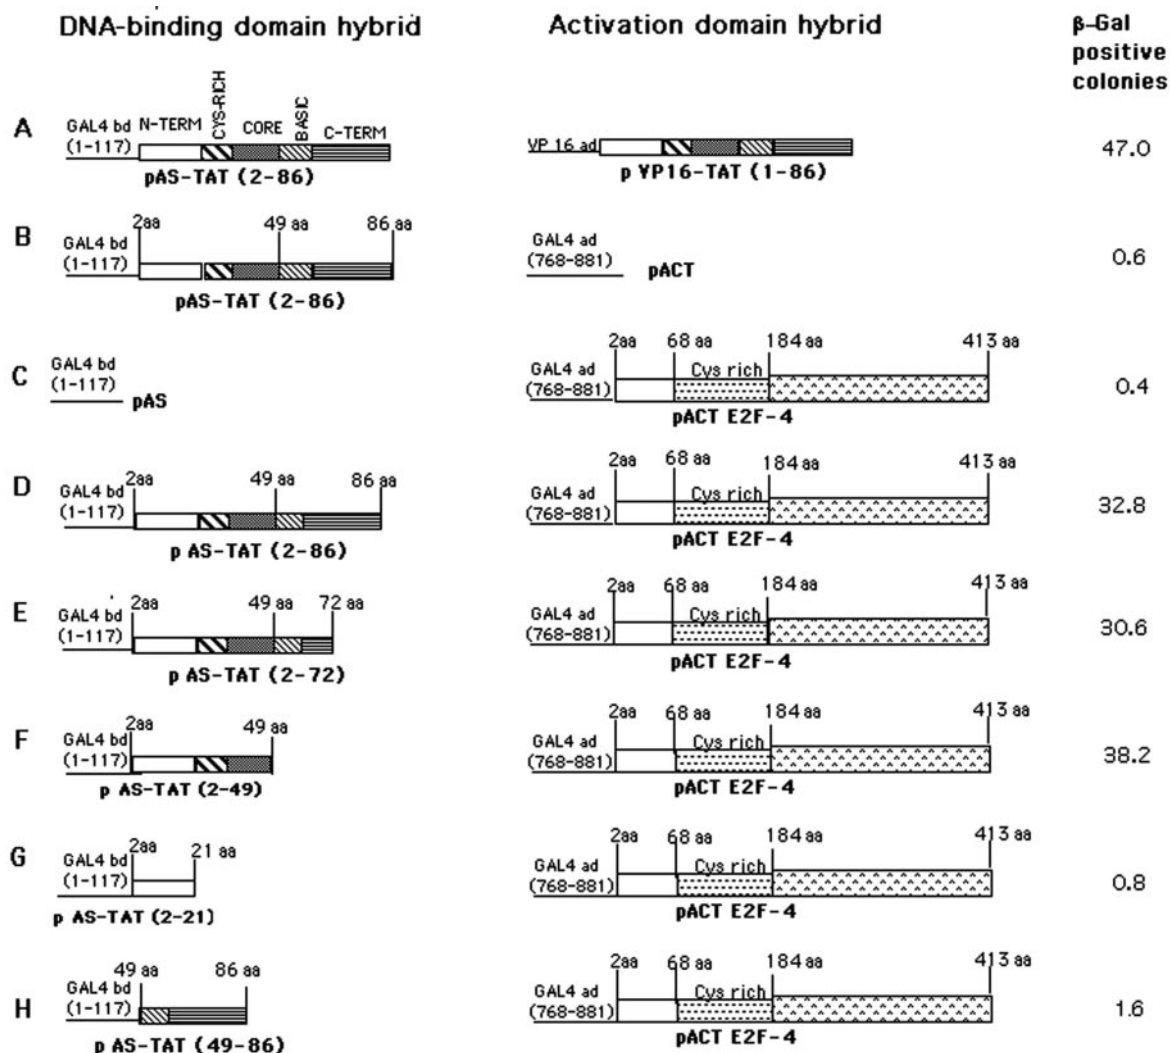 DNA-binding domain hybrid
Activation domain hybrid
β-Gal
positive
colonies
A
GAL4 bd
(1-117)
N-TERM
CYS-RICH
CORE
BASIC
C-TERM
pAS-TAT (2-86)
VP 16 ad
p VP16-TAT (1-86)
47.0
B
GAL4 bd
(1-117)
2aa
49 aa
86 aa
pAS-TAT (2-86)
GAL4 ad
(768-881)
pACT
0.6
C
GAL4 bd
(1-117)
pAS
GAL4 ad
(768-881)
2aa
68 aa
184 aa
413 aa
Cys rich
pACT E2F-4
0.4
D
GAL4 bd
(1-117)
2aa
49 aa
86 aa
p AS-TAT (2-86)
GAL4 ad
(768-881)
2aa
68 aa
184 aa
413 aa
Cys rich
pACT E2F-4
32.8
E
GAL4 bd
(1-117)
2aa
49 aa
72 aa
p AS-TAT (2-72)
GAL4 ad
(768-881)
2aa
68 aa
184 aa
413 aa
Cys rich
pACT E2F-4
30.6
F
GAL4 bd
(1-117)
2aa
49 aa
p AS-TAT (2-49)
GAL4 ad
(768-881)
2aa
68 aa
184 aa
413 aa
Cys rich
pACT E2F-4
38.2
G
GAL4 bd
(1-117)
2aa
21 aa
p AS-TAT (2-21)
GAL4 ad
(768-881)
2aa
68 aa
184 aa
413 aa
Cys rich
pACT E2F-4
0.8
H
GAL4 bd
(1-117)
49 aa
86 aa
p AS-TAT (49-86)
GAL4 ad
(768-881)
2aa
68 aa
184 aa
413 aa
Cys rich
pACT E2F-4
1.6